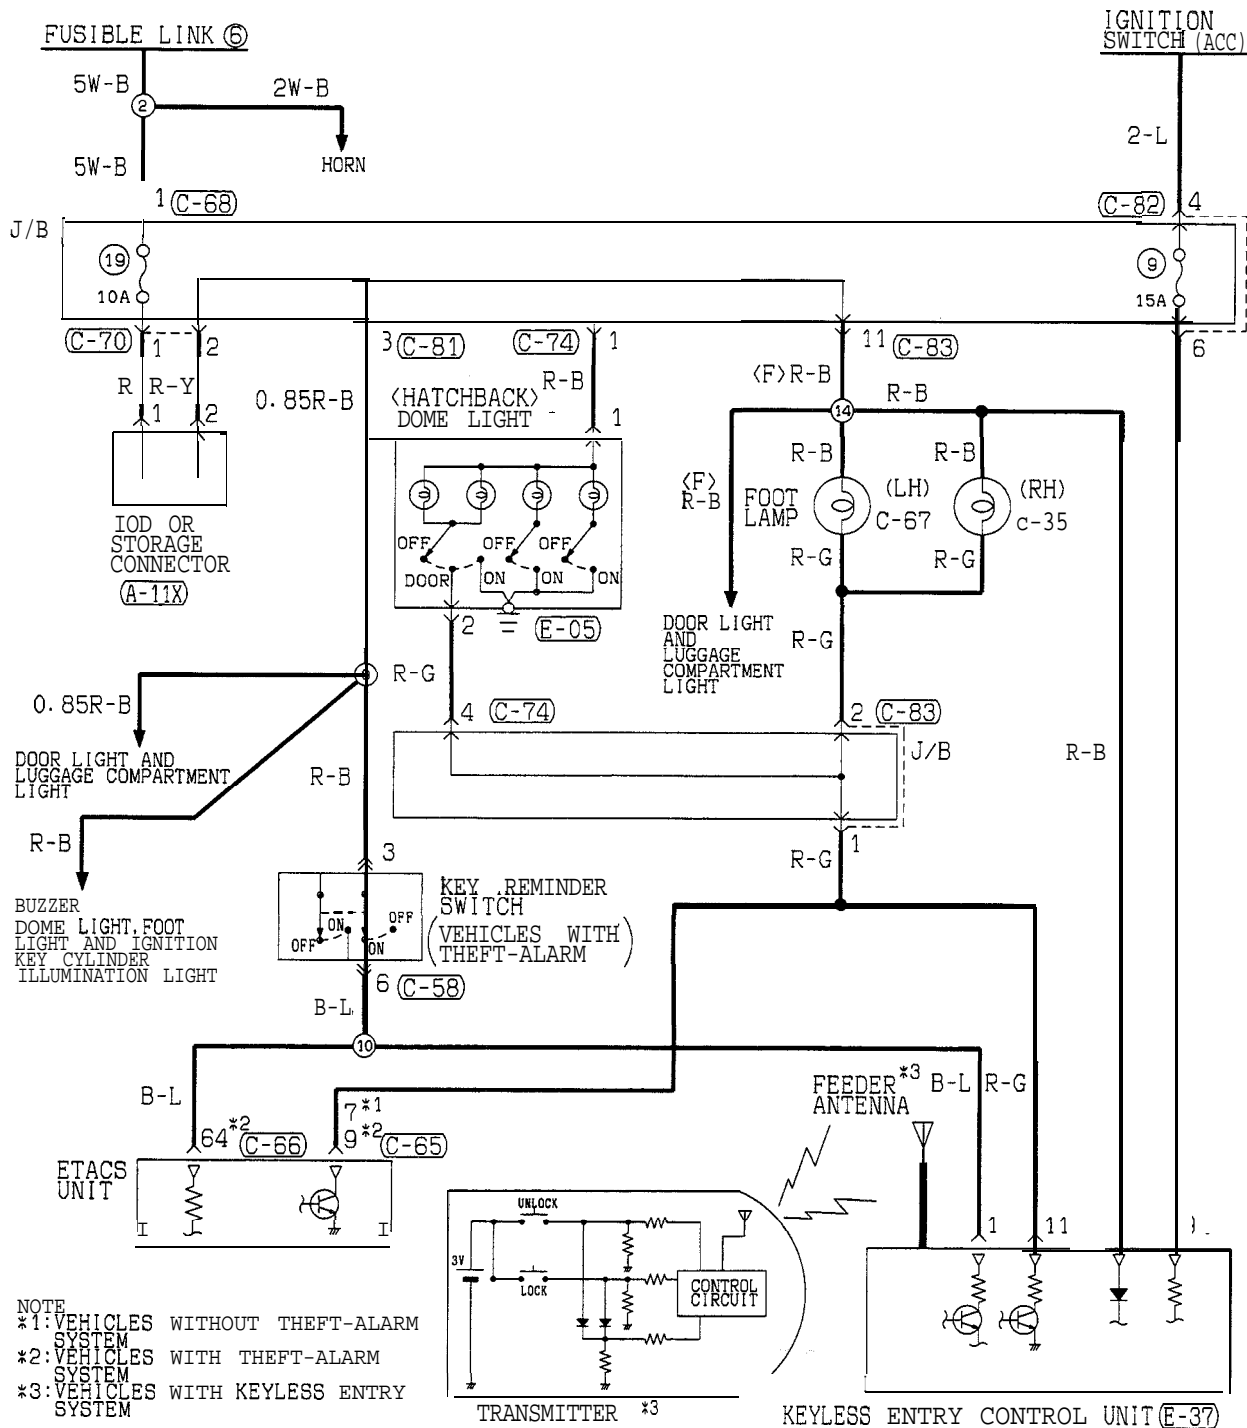 FUSIBLE LINK ⑥
IGNITION
SWITCH (ACC)
5W-B
2W-B
2
5W-B
HORN
2-L
1 (C-68)
(C-82) 4
J/B
19
10A
9
15A
(C-70) 1 2
3 (C-81)
(C-74) 1
11 (C-83)
6
R R-Y
0.85R-B
R-B
<F>R-B
1 2
<HATCHBACK>
DOME LIGHT
1
14
R-B
R-B
R-B
<F>
R-B
FOOT
LAMP
(LH)
C-67
(RH)
c-35
IOD OR
STORAGE
CONNECTOR
(A-11X)
OFF
OFF
OFF
DOOR
ON
ON
ON
R-G
R-G
2
(E-05)
DOOR LIGHT
AND
LUGGAGE
COMPARTMENT
LIGHT
R-G
R-G
0.85R-B
4 (C-74)
2 (C-83)
J/B
DOOR LIGHT AND
LUGGAGE COMPARTMENT
LIGHT
R-B
R-B
R-B
1
R-G
3
BUZZER
DOME LIGHT, FOOT
LIGHT AND IGNITION
KEY CYLINDER
ILLUMINATION LIGHT
OFF
ON
ON
OFF
KEY .REMINDER
SWITCH
(VEHICLES WITH
THEFT-ALARM)
6 (C-58)
B-L
10
B-L
7*1
64*2 (C-66)
9*2 (C-65)
FEEDER*3
ANTENNA
B-L
R-G
ETACS
UNIT
I
I
1
11
UNLOCK
3V
LOCK
CONTROL
CIRCUIT
NOTE
*1:VEHICLES WITHOUT THEFT-ALARM
SYSTEM
*2:VEHICLES WITH THEFT-ALARM
SYSTEM
*3:VEHICLES WITH KEYLESS ENTRY
SYSTEM
TRANSMITTER *3
KEYLESS ENTRY CONTROL UNIT (E-37)